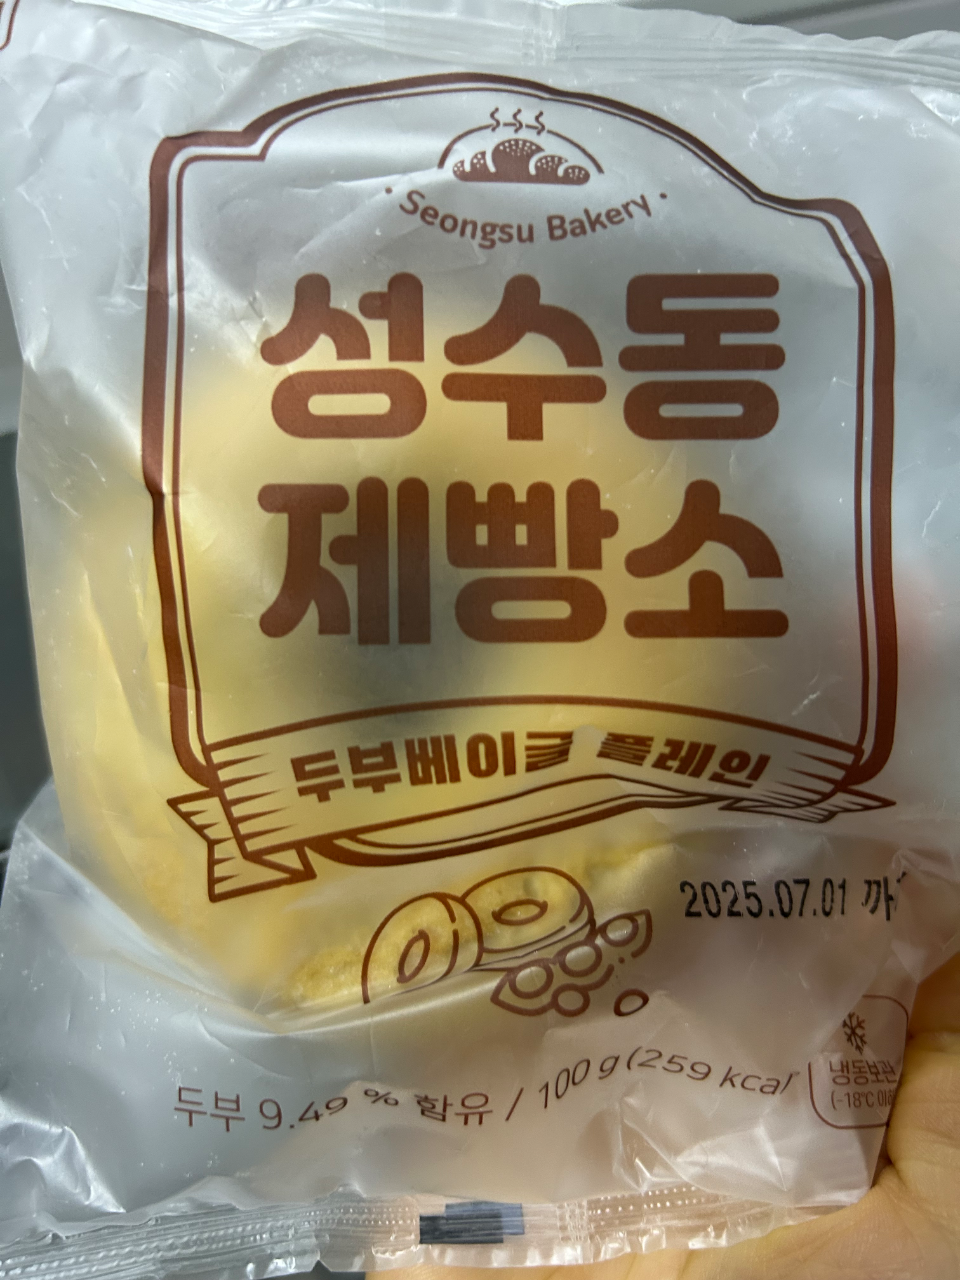 Seongsu Bakery
성수동
제빵소
두부베이글 플레인
2025.07.01 까지
두부 9.49 % 함유 / 100 g (259 kcal)
냉동보관
(-18℃ 이하)